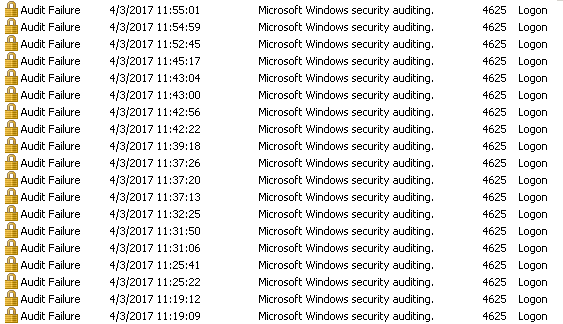 Audit Failure 4/3/2017 11:55:01 Microsoft Windows security auditing. 4625 Logon
Audit Failure 4/3/2017 11:54:59 Microsoft Windows security auditing. 4625 Logon
Audit Failure 4/3/2017 11:52:45 Microsoft Windows security auditing. 4625 Logon
Audit Failure 4/3/2017 11:45:17 Microsoft Windows security auditing. 4625 Logon
Audit Failure 4/3/2017 11:43:04 Microsoft Windows security auditing. 4625 Logon
Audit Failure 4/3/2017 11:43:00 Microsoft Windows security auditing. 4625 Logon
Audit Failure 4/3/2017 11:42:56 Microsoft Windows security auditing. 4625 Logon
Audit Failure 4/3/2017 11:42:22 Microsoft Windows security auditing. 4625 Logon
Audit Failure 4/3/2017 11:39:18 Microsoft Windows security auditing. 4625 Logon
Audit Failure 4/3/2017 11:37:26 Microsoft Windows security auditing. 4625 Logon
Audit Failure 4/3/2017 11:37:20 Microsoft Windows security auditing. 4625 Logon
Audit Failure 4/3/2017 11:37:13 Microsoft Windows security auditing. 4625 Logon
Audit Failure 4/3/2017 11:32:25 Microsoft Windows security auditing. 4625 Logon
Audit Failure 4/3/2017 11:31:50 Microsoft Windows security auditing. 4625 Logon
Audit Failure 4/3/2017 11:31:06 Microsoft Windows security auditing. 4625 Logon
Audit Failure 4/3/2017 11:25:41 Microsoft Windows security auditing. 4625 Logon
Audit Failure 4/3/2017 11:25:22 Microsoft Windows security auditing. 4625 Logon
Audit Failure 4/3/2017 11:19:12 Microsoft Windows security auditing. 4625 Logon
Audit Failure 4/3/2017 11:19:09 Microsoft Windows security auditing. 4625 Logon